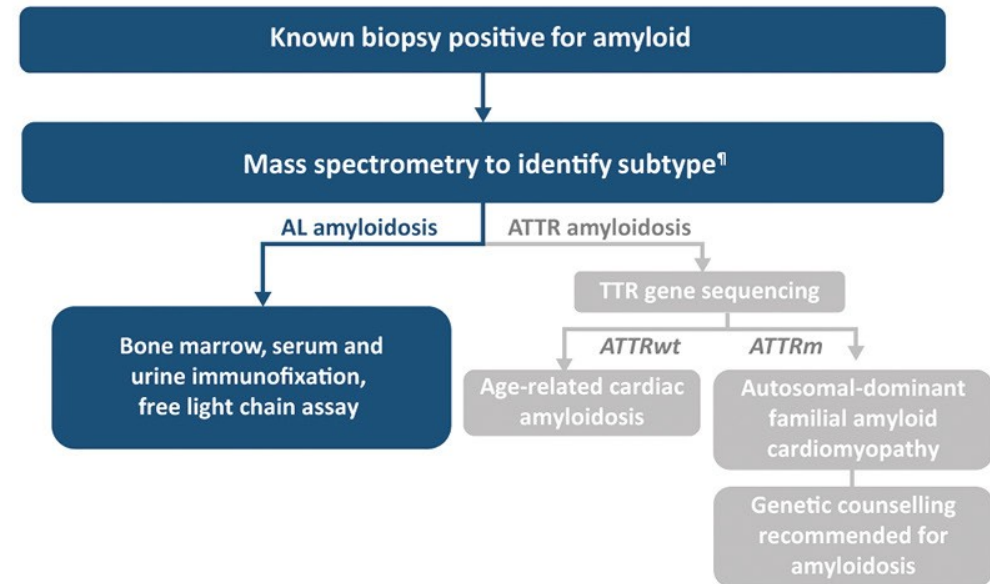 Known biopsy positive for amyloid
Mass spectrometry to identify subtype¶
AL amyloidosis
ATTR amyloidosis
TTR gene sequencing
Bone marrow, serum and
urine immunofixation,
free light chain assay
ATTRwt
ATTRm
Age-related cardiac
amyloidosis
Autosomal-dominant
familial amyloid
cardiomyopathy
Genetic counselling
recommended for
amyloidosis